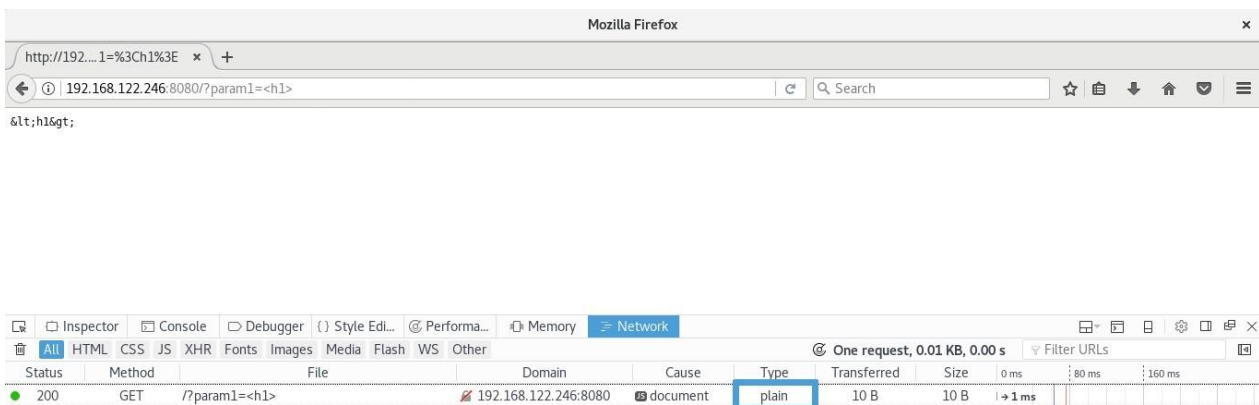 Mozilla Firefox ×
http://192....1=%3Ch1%3E × +
192.168.122.246:8080/?param1=<h1> Search
&lt;h1&gt;
Inspector Console Debugger {} Style Edi... Performa... Memory Network
All HTML CSS JS XHR Fonts Images Media Flash WS Other One request, 0.01 KB, 0.00 s Filter URLs
Status Method File Domain Cause Type Transferred Size 0 ms 80 ms 160 ms
200 GET /?param1=<h1> 192.168.122.246:8080 JS document plain 10 B 10 B → 1 ms